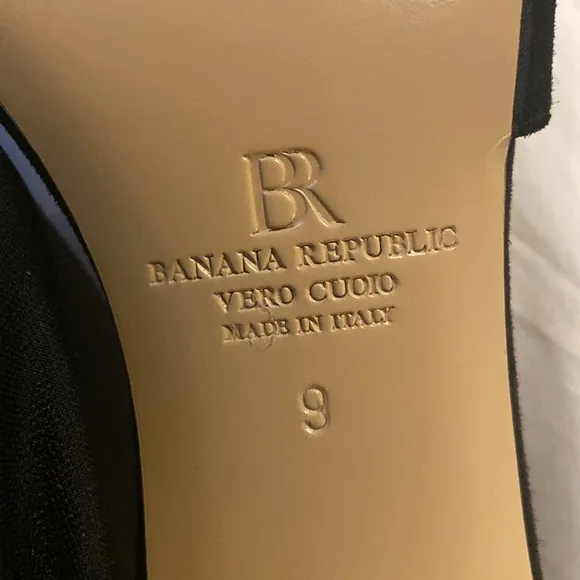 BR
BANANA REPUBLIC
VERO CUOIO
MADE IN ITALY
9